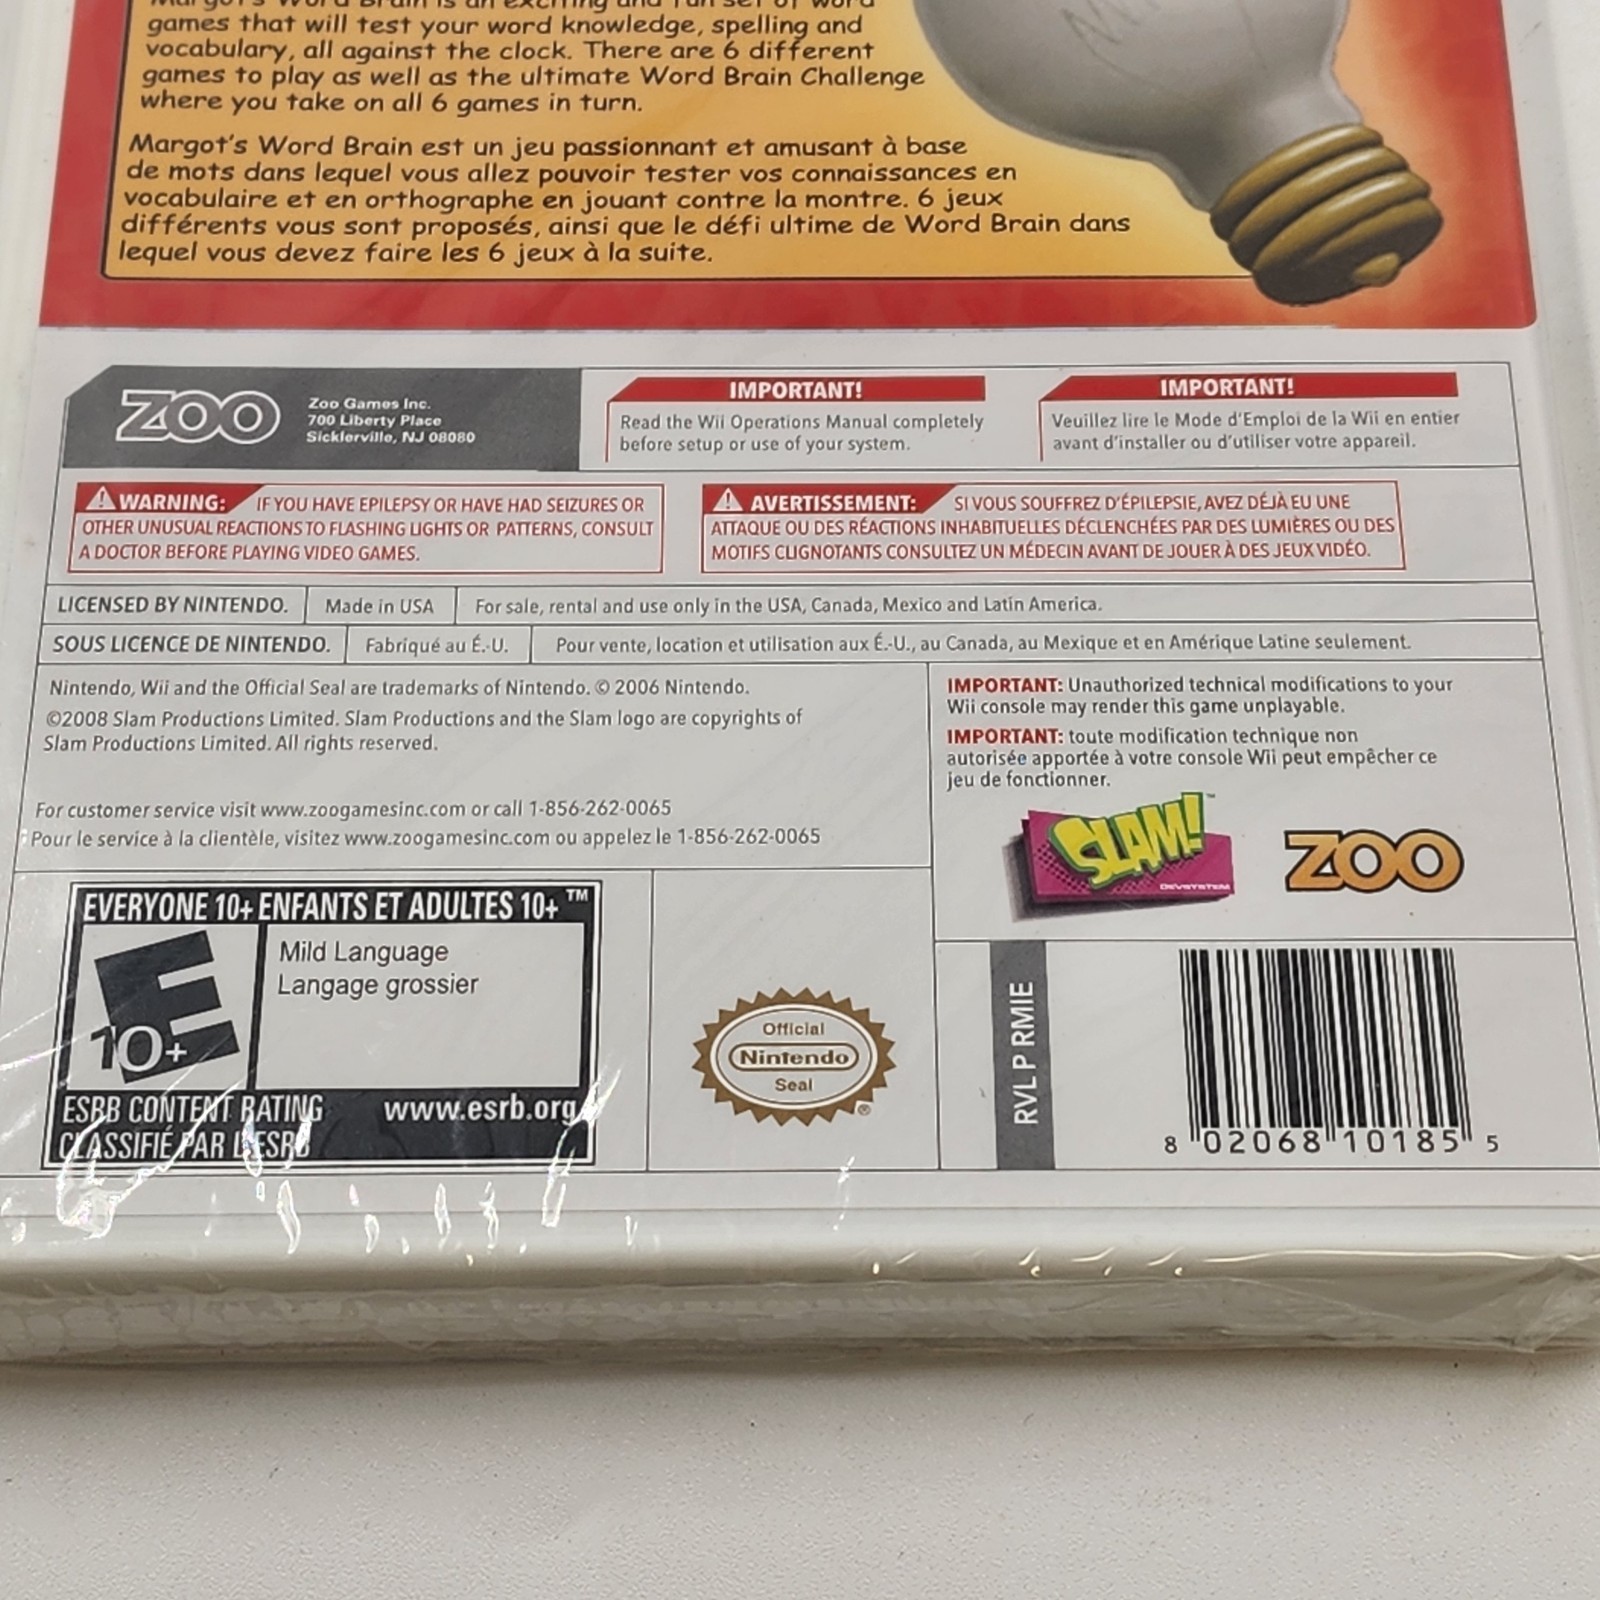 Margot's Word Brain is an exciting and fun set of word
games that will test your word knowledge, spelling and
vocabulary, all against the clock. There are 6 different
games to play as well as the ultimate Word Brain Challenge
where you take on all 6 games in turn.
Margot's Word Brain est un jeu passionnant et amusant à base
de mots dans lequel vous allez pouvoir tester vos connaissances en
vocabulaire et en orthographe en jouant contre la montre. 6 jeux
différents vous sont proposés, ainsi que le défi ultime de Word Brain dans
lequel vous devez faire les 6 jeux à la suite.
ZOO
Zoo Games Inc.
700 Liberty Place
Sicklerville, NJ 08080
IMPORTANT!
Read the Wii Operations Manual completely
before setup or use of your system.
IMPORTANT!
Veuillez lire le Mode d'Emploi de la Wii en entier
avant d'installer ou d'utiliser votre appareil.
WARNING: IF YOU HAVE EPILEPSY OR HAVE HAD SEIZURES OR
OTHER UNUSUAL REACTIONS TO FLASHING LIGHTS OR PATTERNS, CONSULT
A DOCTOR BEFORE PLAYING VIDEO GAMES.
AVERTISSEMENT: SI VOUS SOUFFREZ D'ÉPILEPSIE, AVEZ DÉJÀ EU UNE
ATTAQUE OU DES RÉACTIONS INHABITUELLES DÉCLENCHÉES PAR DES LUMIÈRES OU DES
MOTIFS CLIGNOTANTS CONSULTEZ UN MÉDECIN AVANT DE JOUER À DES JEUX VIDÉO.
LICENSED BY NINTENDO. Made in USA For sale, rental and use only in the USA, Canada, Mexico and Latin America.
SOUS LICENCE DE NINTENDO. Fabriqué au É.-U. Pour vente, location et utilisation aux É.-U., au Canada, au Mexique et en Amérique Latine seulement.
Nintendo, Wii and the Official Seal are trademarks of Nintendo. © 2006 Nintendo.
©2008 Slam Productions Limited. Slam Productions and the Slam logo are copyrights of
Slam Productions Limited. All rights reserved.
For customer service visit www.zoogamesinc.com or call 1-856-262-0065
Pour le service à la clientèle, visitez www.zoogamesinc.com ou appelez le 1-856-262-0065
IMPORTANT: Unauthorized technical modifications to your
Wii console may render this game unplayable.
IMPORTANT: toute modification technique non
autorisée apportée à votre console Wii peut empêcher ce
jeu de fonctionner.
SLAM!™
DEVSYSTEM
ZOO
EVERYONE 10+ ENFANTS ET ADULTES 10+ ™
E
10+
Mild Language
Langage grossier
ESRB CONTENT RATING www.esrb.org
CLASSIFIÉ PAR L'ESRB
Official
Nintendo
Seal
®
RVL P RMIE
8 02068 10185 5